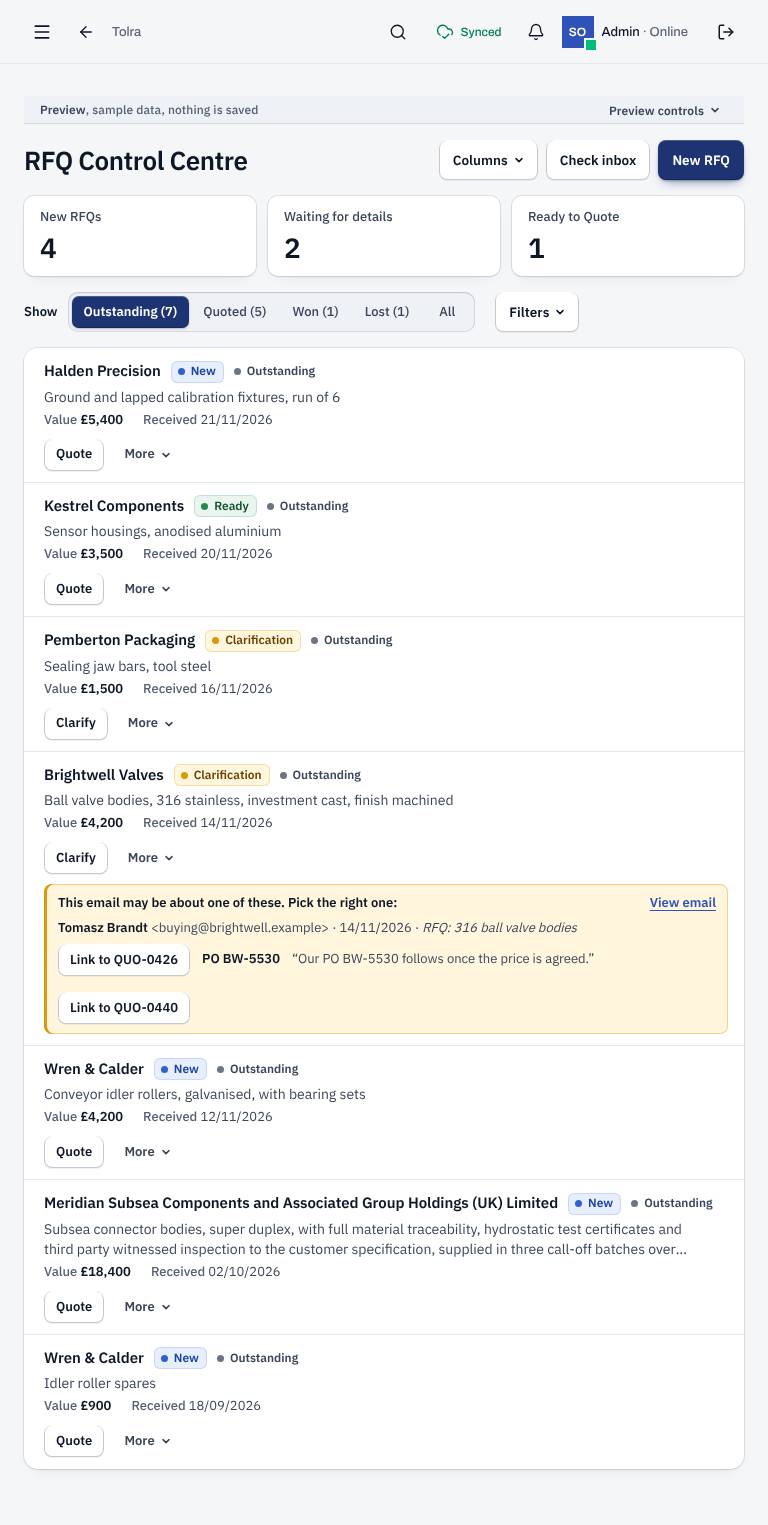 Tolra
Synced
SO
Admin · Online
Preview, sample data, nothing is saved
Preview controls
RFQ Control Centre
Columns
Check inbox
New RFQ
New RFQs
4
Waiting for details
2
Ready to Quote
1
Show
Outstanding (7)
Quoted (5)
Won (1)
Lost (1)
All
Filters
Halden Precision New Outstanding
Ground and lapped calibration fixtures, run of 6
Value £5,400 Received 21/11/2026
Quote More
Kestrel Components Ready Outstanding
Sensor housings, anodised aluminium
Value £3,500 Received 20/11/2026
Quote More
Pemberton Packaging Clarification Outstanding
Sealing jaw bars, tool steel
Value £1,500 Received 16/11/2026
Clarify More
Brightwell Valves Clarification Outstanding
Ball valve bodies, 316 stainless, investment cast, finish machined
Value £4,200 Received 14/11/2026
Clarify More
This email may be about one of these. Pick the right one: View email
Tomasz Brandt <buying@brightwell.example> · 14/11/2026 · RFQ: 316 ball valve bodies
Link to QUO-0426 PO BW-5530 “Our PO BW-5530 follows once the price is agreed.”
Link to QUO-0440
Wren & Calder New Outstanding
Conveyor idler rollers, galvanised, with bearing sets
Value £4,200 Received 12/11/2026
Quote More
Meridian Subsea Components and Associated Group Holdings (UK) Limited New Outstanding
Subsea connector bodies, super duplex, with full material traceability, hydrostatic test certificates and
third party witnessed inspection to the customer specification, supplied in three call-off batches over…
Value £18,400 Received 02/10/2026
Quote More
Wren & Calder New Outstanding
Idler roller spares
Value £900 Received 18/09/2026
Quote More